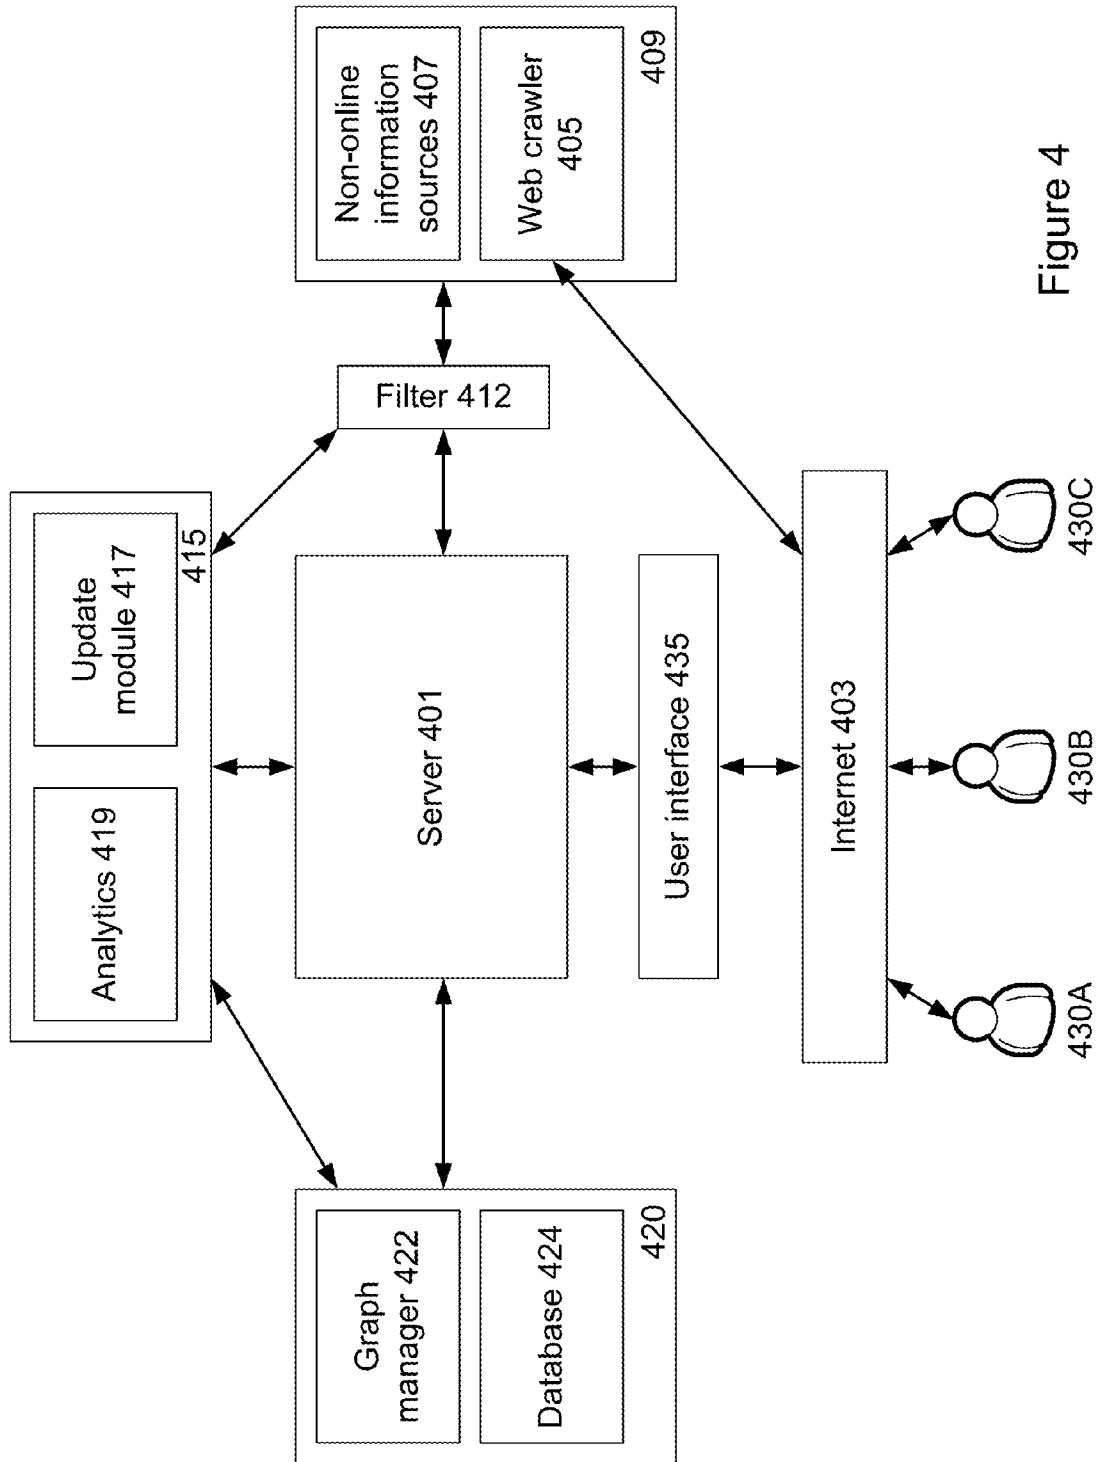 Analytics 419
Update
module 417
415
Graph
manager 422
Database 424
420
Server 401
Filter 412
Non-online
information
sources 407
Web crawler
405
409
User interface 435
Internet 403
430A
430B
430C
Figure 4